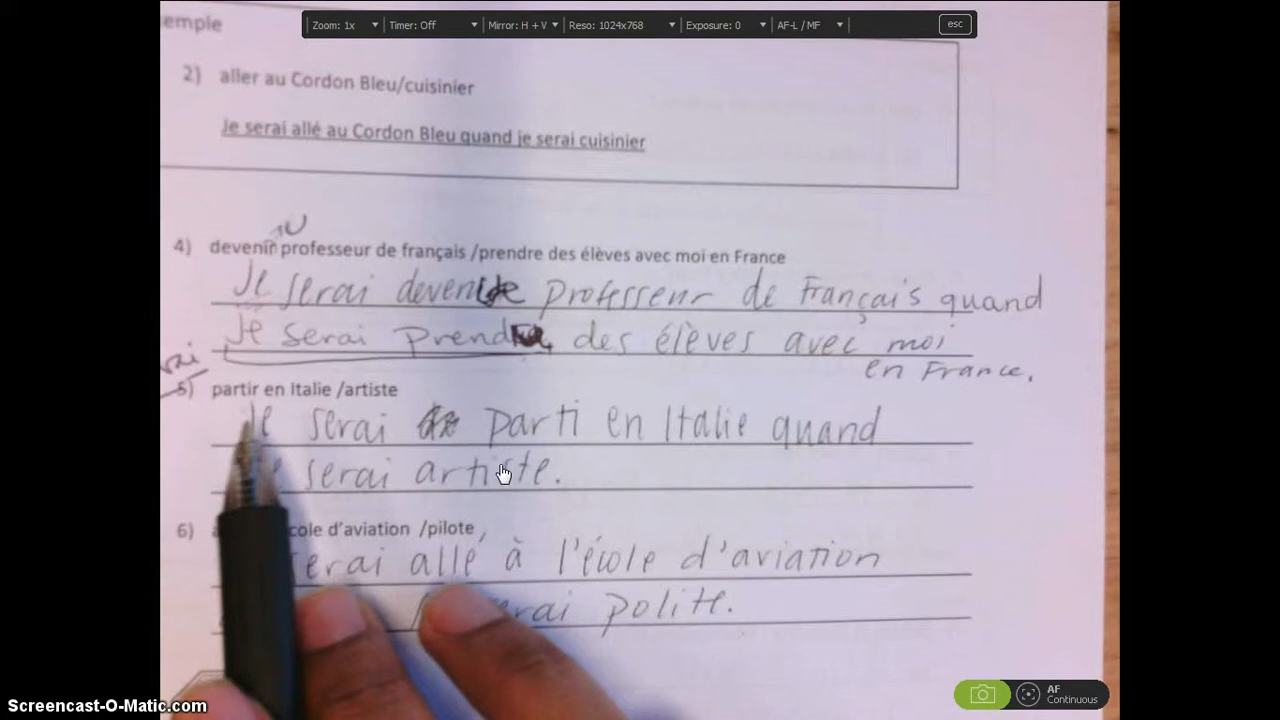 Zoom: 1x Timer: Off Mirror: H + V Reso: 1024x768 Exposure: 0 AF-L / MF esc
emple
2) aller au Cordon Bleu/cuisinier
Je serai allé au Cordon Bleu quand je serai cuisinier
4) devenir professeur de français /prendre des élèves avec moi en France
Je serai professeur de français quand
Je serai des élèves avec moi
en France.
rai
5) partir en Italie /artiste
Je serai parti en Italie quand
serai artiste.
6) cole d'aviation /pilote
serai allé à l'école d'aviation
serai polite.
AF
Continuous
Screencast-O-Matic.com